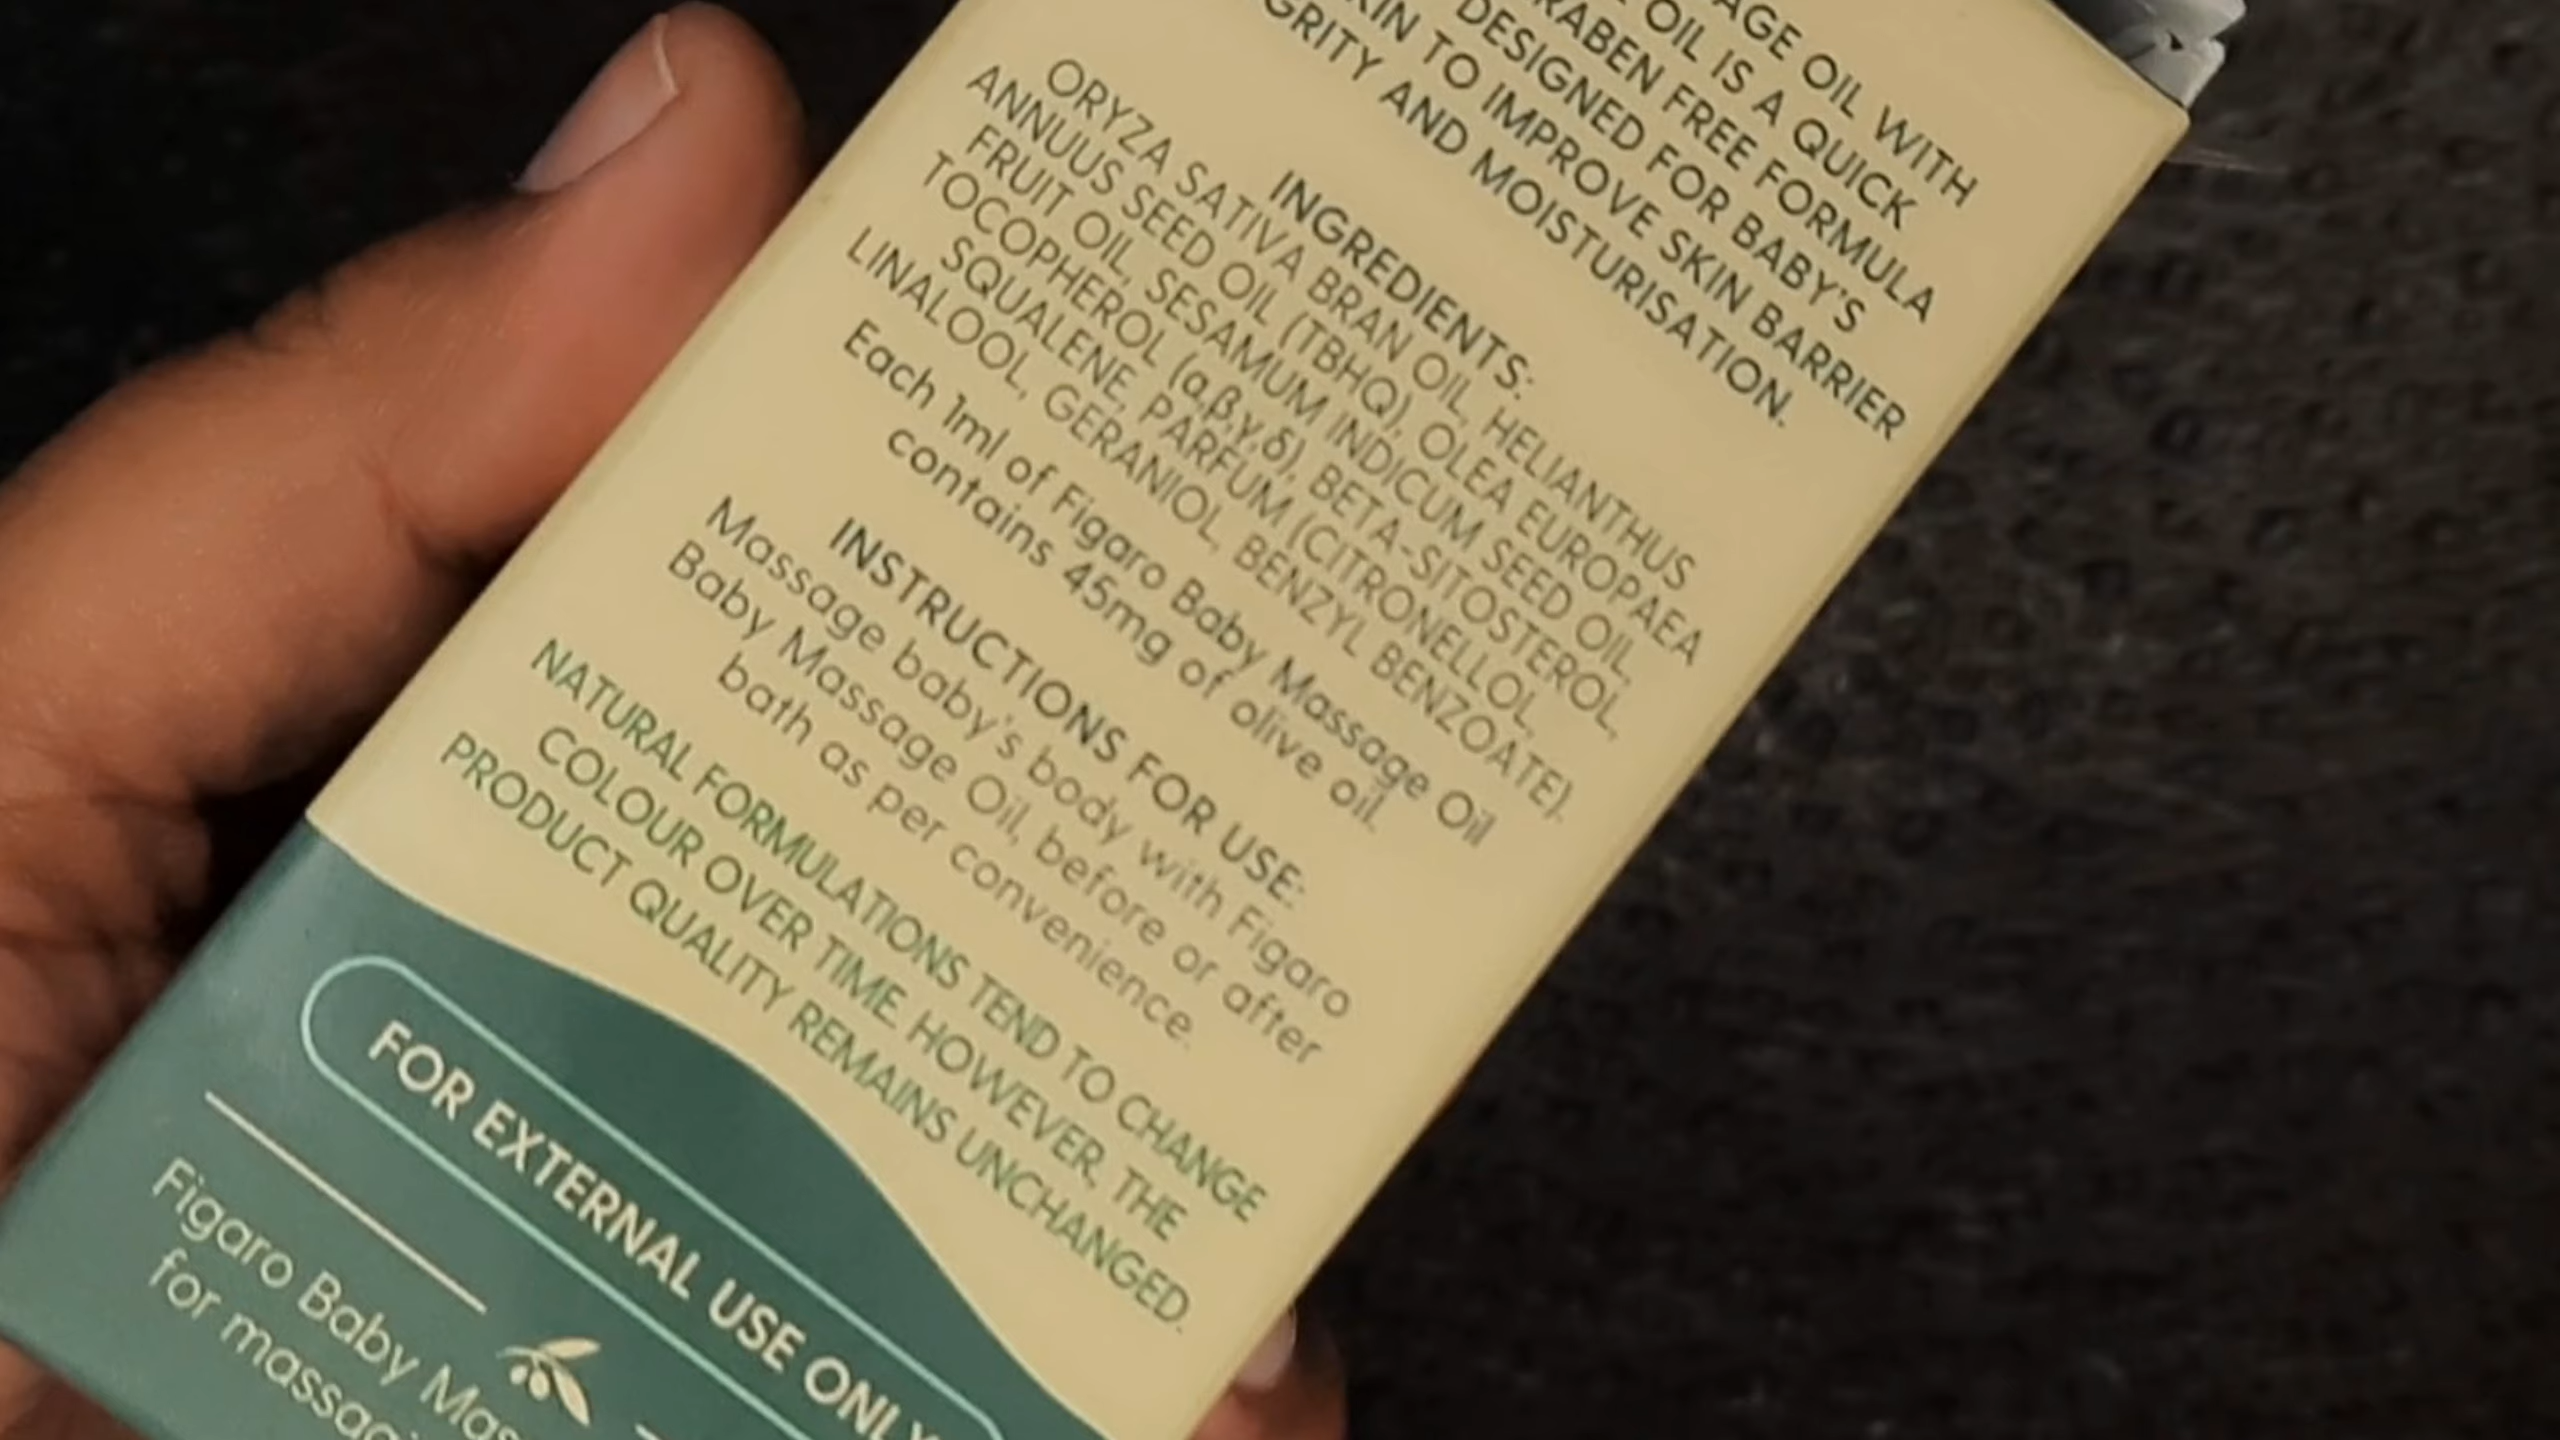 AGE OIL WITH
OIL IS A QUICK
RABEN FREE FORMULA
DESIGNED FOR BABY'S
KIN TO IMPROVE SKIN BARRIER
GRITY AND MOISTURISATION.
INGREDIENTS:
ORYZA SATIVA BRAN OIL, HELIANTHUS
ANNUUS SEED OIL (TBHQ), OLEA EUROPAEA
FRUIT OIL, SESAMUM INDICUM SEED OIL,
TOCOPHEROL (α,β,γ,δ), BETA-SITOSTEROL,
SQUALENE, PARFUM (CITRONELLOL,
LINALOOL, GERANIOL, BENZYL BENZOATE).
Each 1ml of Figaro Baby Massage Oil
contains 45mg of olive oil.
INSTRUCTIONS FOR USE:
Massage baby's body with Figaro
Baby Massage Oil, before or after
bath as per convenience.
NATURAL FORMULATIONS TEND TO CHANGE
COLOUR OVER TIME. HOWEVER, THE
PRODUCT QUALITY REMAINS UNCHANGED.
FOR EXTERNAL USE ONLY
Figaro Baby Mas
for massag